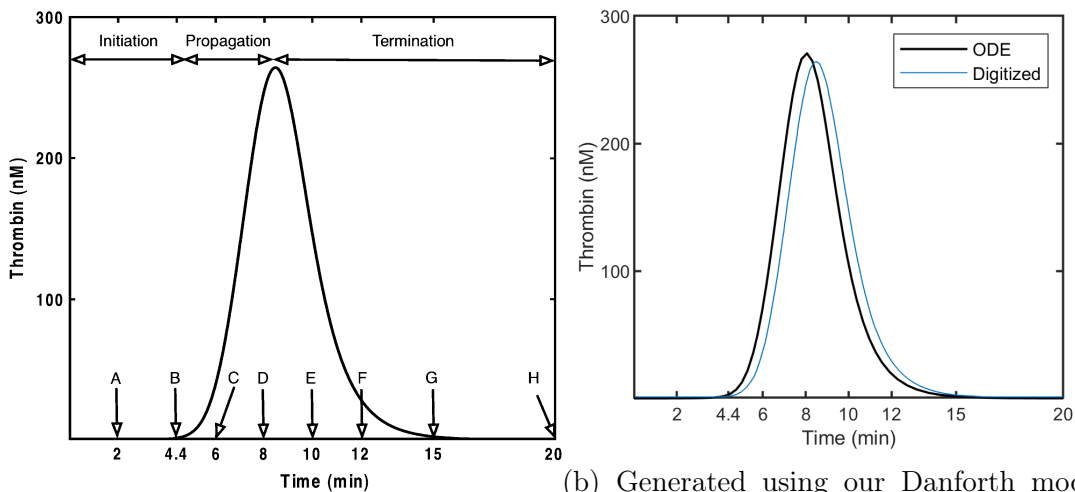 300
Initiation Propagation Termination
200
100
Thrombin (nM)
A B C D E F G H
2 4.4 6 8 10 12 15 20
Time (min)
300
ODE
Digitized
200
100
Thrombin (nM)
2 4.4 6 8 10 12 15 20
Time (min)
(b) Generated using our Danforth